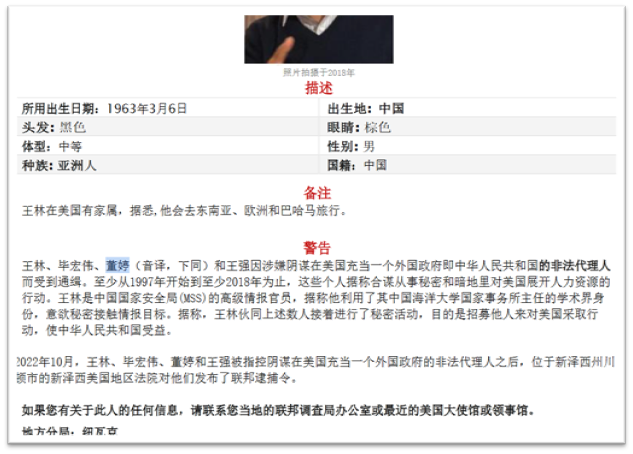 照片拍摄于2018年
描述
所用出生日期：1963年3月6日 出生地：中国
头发：黑色 眼睛：棕色
体型：中等 性别：男
种族：亚洲人 国籍：中国
备注
王林在美国有家属，据悉,他会去东南亚、欧洲和巴哈马旅行。
警告
王林、毕宏伟、董婷（音译，下同）和王强因涉嫌阴谋在美国充当一个外国政府即中华人民共和国的非法代理人
而受到通缉。至少从1997年开始到至少2018年为止，这些个人据称合谋从事秘密和暗地里对美国展开人力资源的
行动。王林是中国国家安全局(MSS)的高级情报官员，据称他利用了其中国海洋大学国家事务所主任的学术界身
份，意欲秘密接触情报目标。据称，王林伙同上述数人接着进行了秘密活动，目的是招募他人来对美国采取行
动，使中华人民共和国受益。
2022年10月，王林、毕宏伟、董婷和王强被指控阴谋在美国充当一个外国政府的非法代理人之后，位于新泽西州川
顿市的新泽西美国地区法院对他们发布了联邦逮捕令。
如果您有关于此人的任何信息，请联系您当地的联邦调查局办公室或最近的美国大使馆或领事馆。
地方分局：纽瓦克